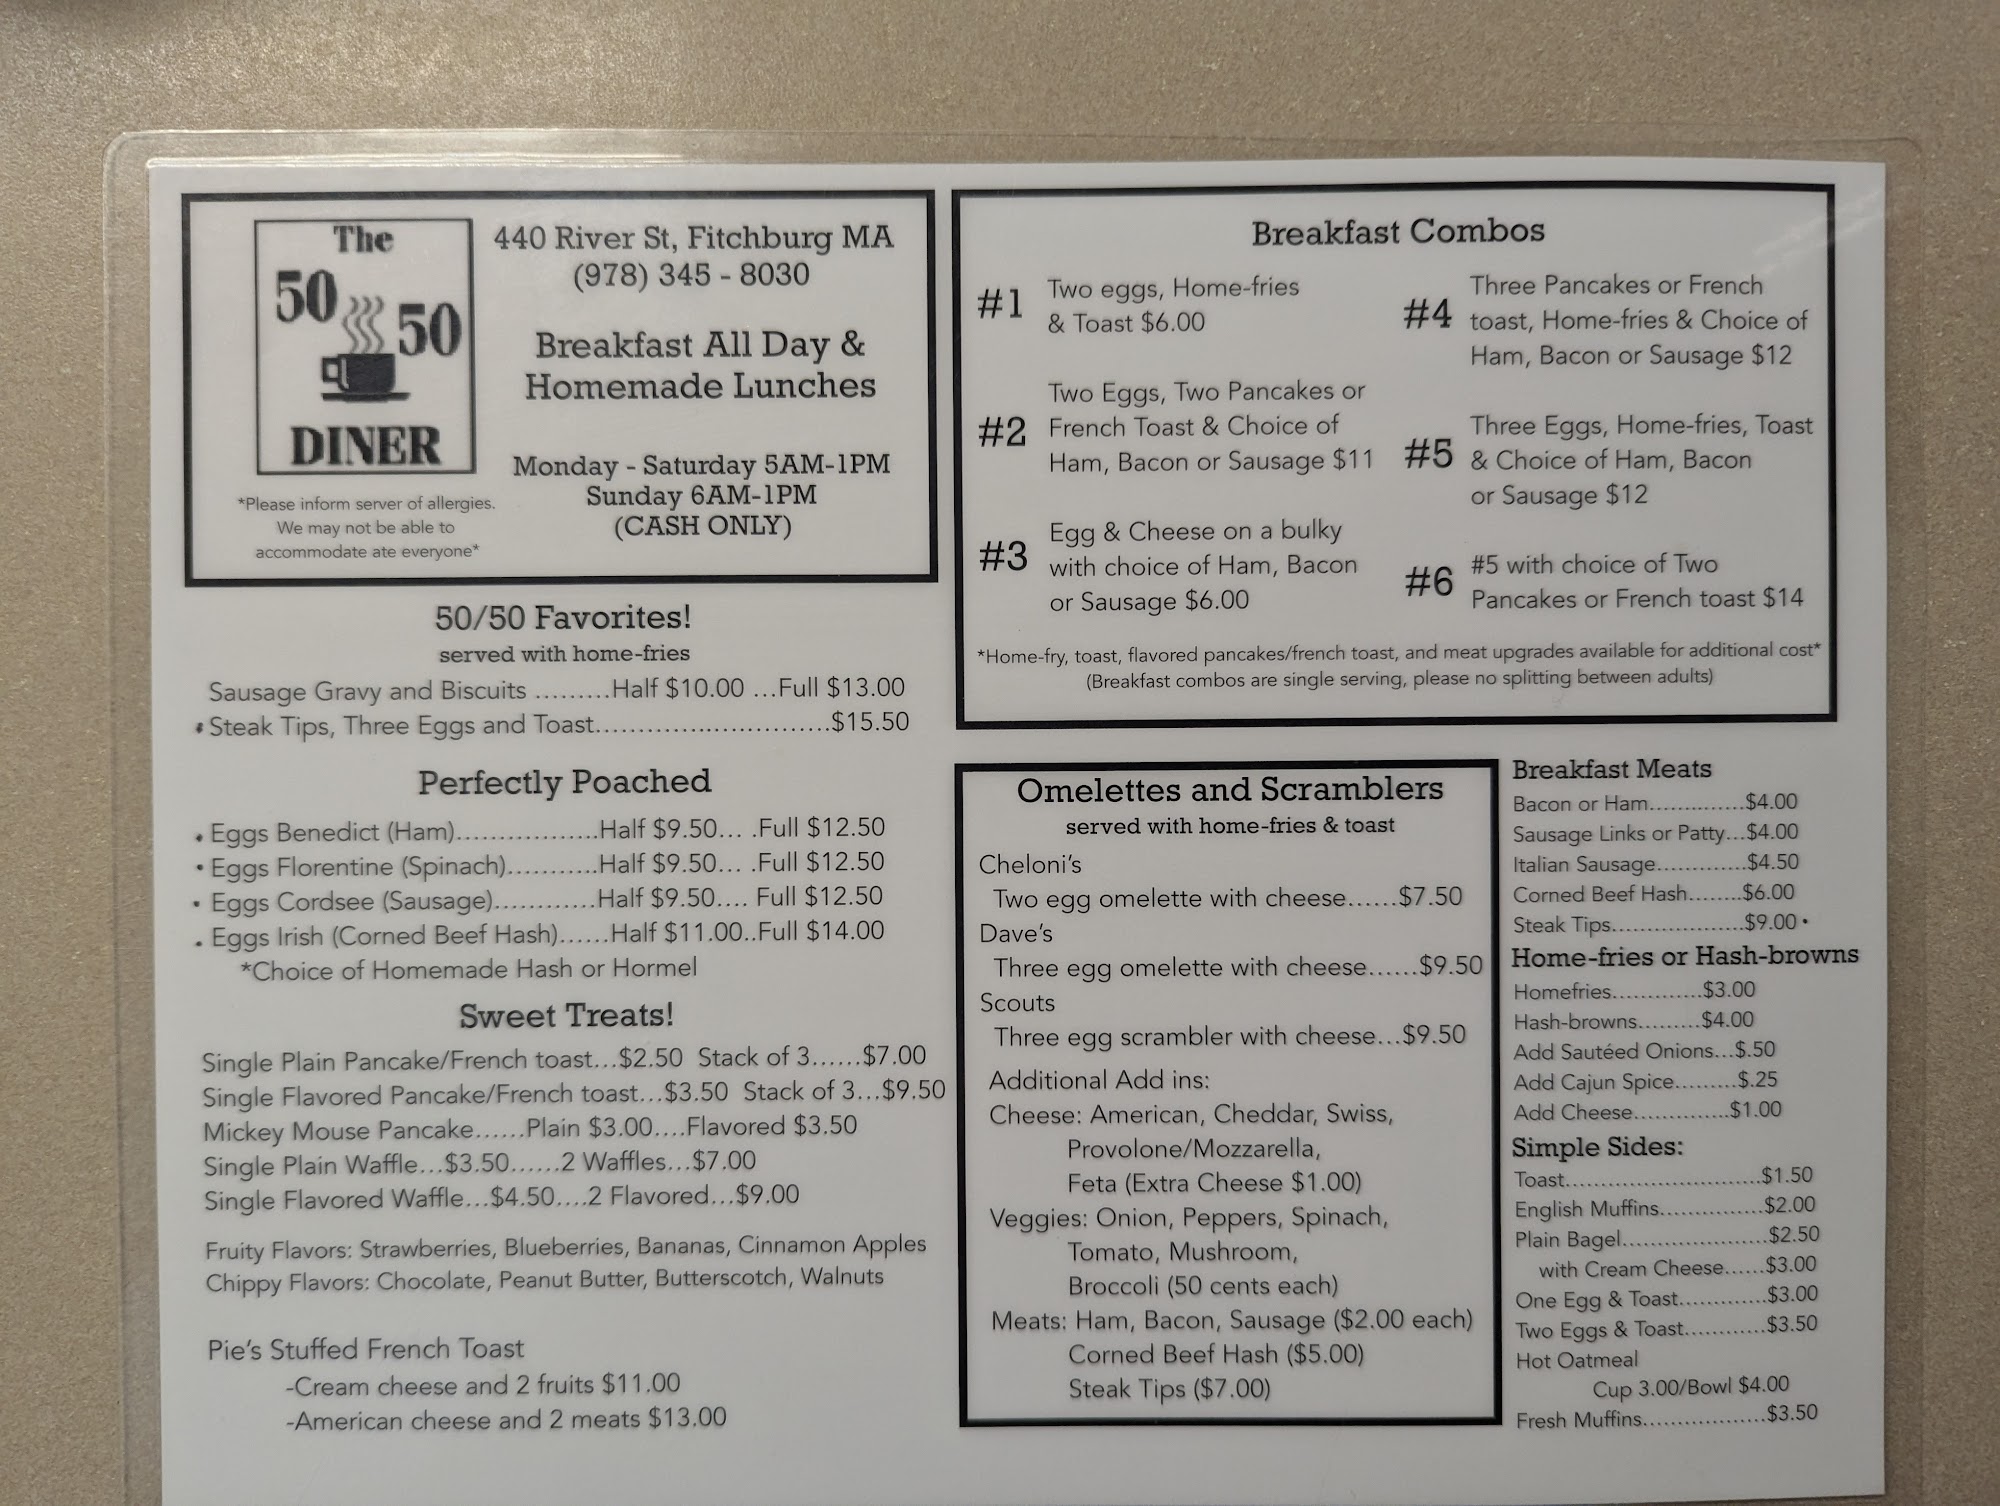 The
50
50
DINER
*Please inform server of allergies.
We may not be able to
accommodate ate everyone*
440 River St, Fitchburg MA
(978) 345 - 8030
Breakfast All Day &
Homemade Lunches
Monday - Saturday 5AM-1PM
Sunday 6AM-1PM
(CASH ONLY)
50/50 Favorites!
served with home-fries
Sausage Gravy and Biscuits .........Half $10.00 ...Full $13.00
• Steak Tips, Three Eggs and Toast.............................$15.50
Perfectly Poached
• Eggs Benedict (Ham)..................Half $9.50... .Full $12.50
• Eggs Florentine (Spinach)...........Half $9.50... .Full $12.50
• Eggs Cordsee (Sausage)............Half $9.50.... Full $12.50
• Eggs Irish (Corned Beef Hash)......Half $11.00..Full $14.00
*Choice of Homemade Hash or Hormel
Sweet Treats!
Single Plain Pancake/French toast...$2.50 Stack of 3......$7.00
Single Flavored Pancake/French toast...$3.50 Stack of 3...$9.50
Mickey Mouse Pancake......Plain $3.00....Flavored $3.50
Single Plain Waffle...$3.50......2 Waffles...$7.00
Single Flavored Waffle...$4.50....2 Flavored...$9.00
Fruity Flavors: Strawberries, Blueberries, Bananas, Cinnamon Apples
Chippy Flavors: Chocolate, Peanut Butter, Butterscotch, Walnuts
Pie's Stuffed French Toast
-Cream cheese and 2 fruits $11.00
-American cheese and 2 meats $13.00
Breakfast Combos
#1 Two eggs, Home-fries
& Toast $6.00
#2 Two Eggs, Two Pancakes or
French Toast & Choice of
Ham, Bacon or Sausage $11
#3 Egg & Cheese on a bulky
with choice of Ham, Bacon
or Sausage $6.00
#4 Three Pancakes or French
toast, Home-fries & Choice of
Ham, Bacon or Sausage $12
#5 Three Eggs, Home-fries, Toast
& Choice of Ham, Bacon
or Sausage $12
#6 #5 with choice of Two
Pancakes or French toast $14
*Home-fry, toast, flavored pancakes/french toast, and meat upgrades available for additional cost*
(Breakfast combos are single serving, please no splitting between adults)
Omelettes and Scramblers
served with home-fries & toast
Cheloni's
Two egg omelette with cheese......$7.50
Dave's
Three egg omelette with cheese......$9.50
Scouts
Three egg scrambler with cheese...$9.50
Additional Add ins:
Cheese: American, Cheddar, Swiss,
Provolone/Mozzarella,
Feta (Extra Cheese $1.00)
Veggies: Onion, Peppers, Spinach,
Tomato, Mushroom,
Broccoli (50 cents each)
Meats: Ham, Bacon, Sausage ($2.00 each)
Corned Beef Hash ($5.00)
Steak Tips ($7.00)
Breakfast Meats
Bacon or Ham..............$4.00
Sausage Links or Patty...$4.00
Italian Sausage.............$4.50
Corned Beef Hash........$6.00
Steak Tips...................$9.00 •
Home-fries or Hash-browns
Homefries.............$3.00
Hash-browns.........$4.00
Add Sautéed Onions...$.50
Add Cajun Spice.........$.25
Add Cheese..............$1.00
Simple Sides:
Toast.............................$1.50
English Muffins...............$2.00
Plain Bagel.....................$2.50
with Cream Cheese......$3.00
One Egg & Toast.............$3.00
Two Eggs & Toast............$3.50
Hot Oatmeal
Cup 3.00/Bowl $4.00
Fresh Muffins..................$3.50